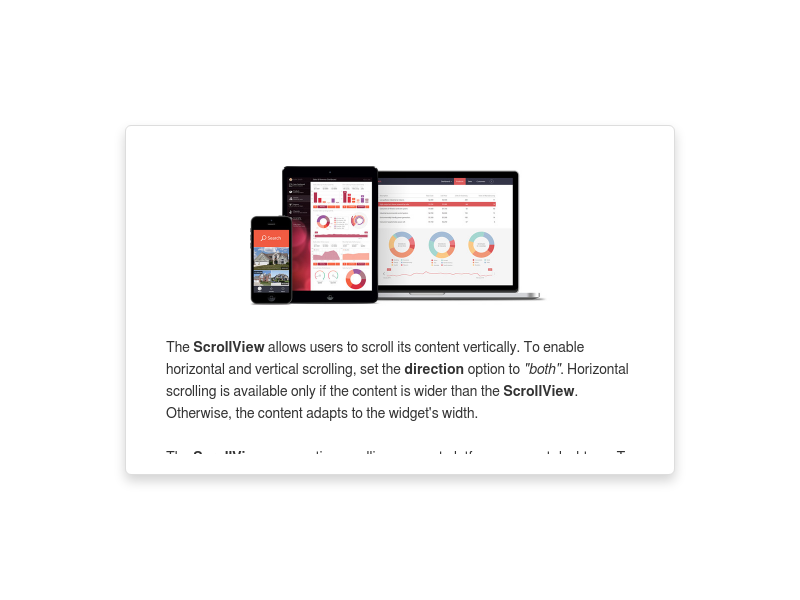 Search
The ScrollView allows users to scroll its content vertically. To enable
horizontal and vertical scrolling, set the direction option to "both". Horizontal
scrolling is available only if the content is wider than the ScrollView.
Otherwise, the content adapts to the widget's width.
The ScrollView